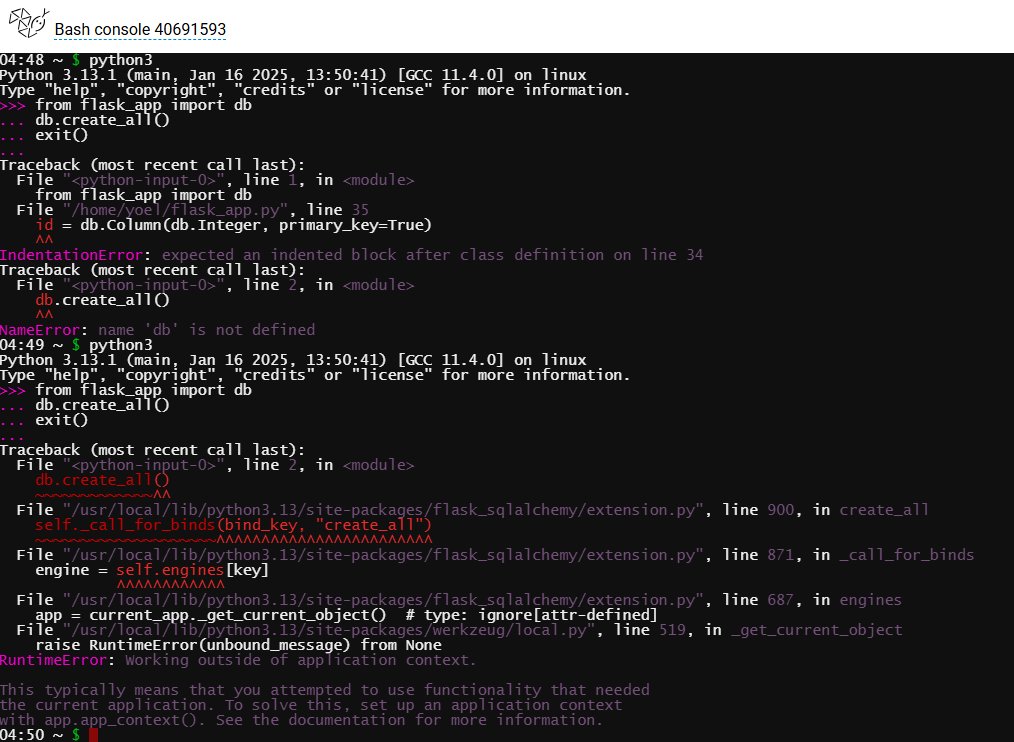 Bash console 40691593
04:48 ~ $ python3
Python 3.13.1 (main, Jan 16 2025, 13:50:41) [GCC 11.4.0] on linux
Type "help", "copyright", "credits" or "license" for more information.
>>> from flask_app import db
... db.create_all()
... exit()
...
Traceback (most recent call last):
  File "<python-input-0>", line 1, in <module>
    from flask_app import db
  File "/home/yoel/flask_app.py", line 35
    id = db.Column(db.Integer, primary_key=True)
    ^^
IndentationError: expected an indented block after class definition on line 34
Traceback (most recent call last):
  File "<python-input-0>", line 2, in <module>
    db.create_all()
    ^^
NameError: name 'db' is not defined
04:49 ~ $ python3
Python 3.13.1 (main, Jan 16 2025, 13:50:41) [GCC 11.4.0] on linux
Type "help", "copyright", "credits" or "license" for more information.
>>> from flask_app import db
... db.create_all()
... exit()
...
Traceback (most recent call last):
  File "<python-input-0>", line 2, in <module>
    db.create_all()
    ~~~~~~~~~~~~~^^
  File "/usr/local/lib/python3.13/site-packages/flask_sqlalchemy/extension.py", line 900, in create_all
    self._call_for_binds(bind_key, "create_all")
    ~~~~~~~~~~~~~~~~~~~~^^^^^^^^^^^^^^^^^^^^^^^^
  File "/usr/local/lib/python3.13/site-packages/flask_sqlalchemy/extension.py", line 871, in _call_for_binds
    engine = self.engines[key]
             ^^^^^^^^^^^^
  File "/usr/local/lib/python3.13/site-packages/flask_sqlalchemy/extension.py", line 687, in engines
    app = current_app._get_current_object()  # type: ignore[attr-defined]
  File "/usr/local/lib/python3.13/site-packages/werkzeug/local.py", line 519, in _get_current_object
    raise RuntimeError(unbound_message) from None
RuntimeError: Working outside of application context.

This typically means that you attempted to use functionality that needed
the current application. To solve this, set up an application context
with app.app_context(). See the documentation for more information.
04:50 ~ $